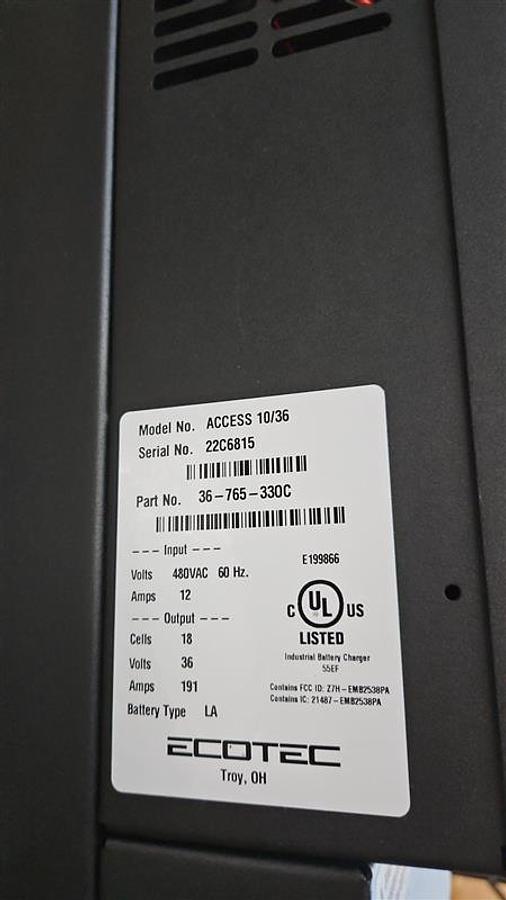 Model No. ACCESS 10/36
Serial No. 22C6815
Part No. 36-765-330C
--- Input ---
Volts 480VAC 60 Hz.
Amps 12
--- Output ---
Cells 18
Volts 36
Amps 191
Battery Type LA
E199866
C UL US
LISTED
Industrial Battery Charger
55EF
Contains FCC ID: Z7H-EMB2538PA
Contains IC: 21487-EMB2538PA
ECOTEC
Troy, OH